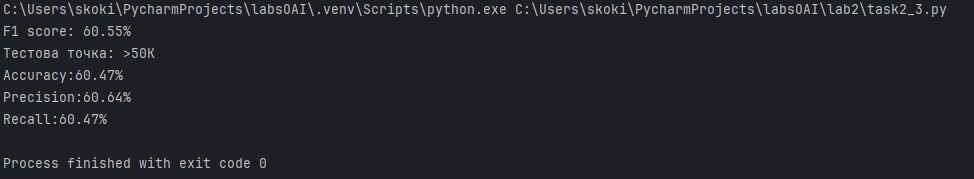 C:\Users\skoki\PycharmProjects\labsOAI\.venv\Scripts\python.exe C:\Users\skoki\PycharmProjects\labsOAI\lab2\task2_3.py
F1 score: 60.55%
Тестова точка: >50K
Accuracy:60.47%
Precision:60.64%
Recall:60.47%
Process finished with exit code 0